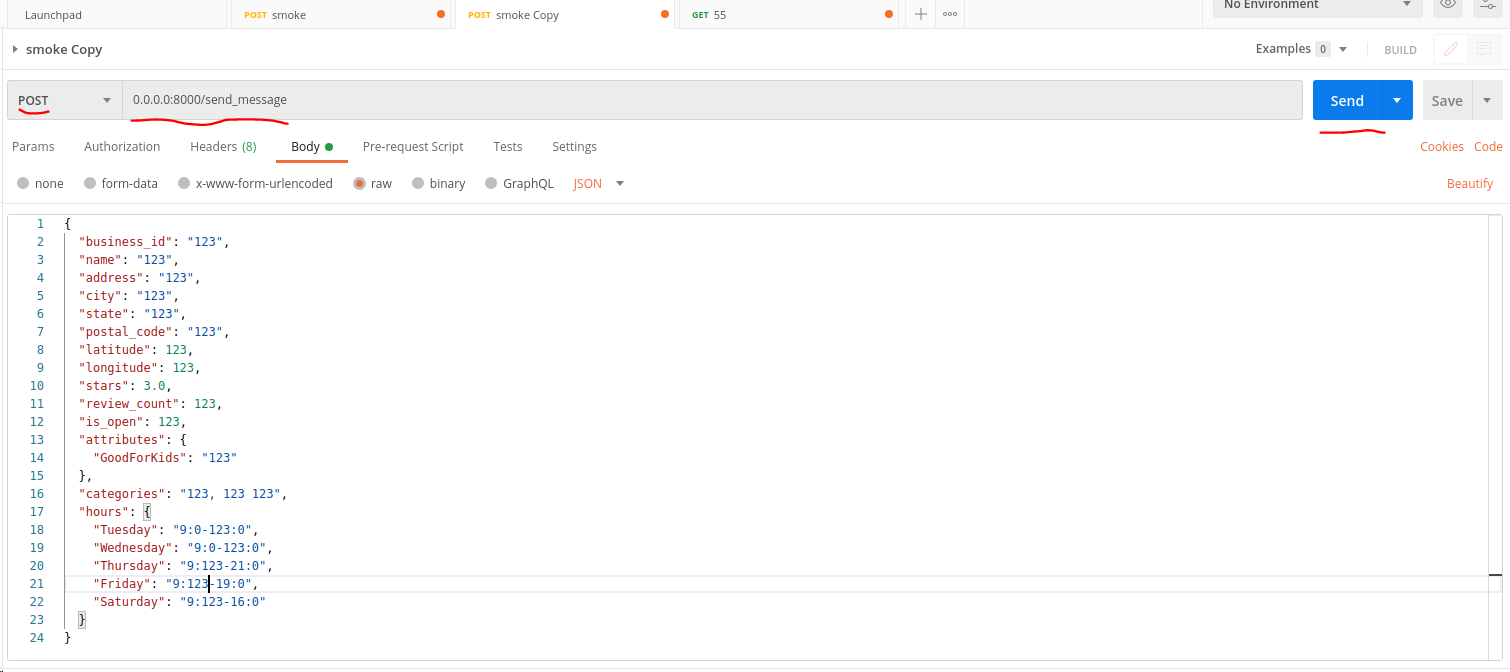 Launchpad POST smoke POST smoke Copy GET 55 No Environment
smoke Copy Examples 0 BUILD
POST 0.0.0.0:8000/send_message Send Save
Params Authorization Headers (8) Body Pre-request Script Tests Settings Cookies Code
none form-data x-www-form-urlencoded raw binary GraphQL JSON Beautify
1 {
2 "business_id": "123",
3 "name": "123",
4 "address": "123",
5 "city": "123",
6 "state": "123",
7 "postal_code": "123",
8 "latitude": 123,
9 "longitude": 123,
10 "stars": 3.0,
11 "review_count": 123,
12 "is_open": 123,
13 "attributes": {
14 "GoodForKids": "123"
15 },
16 "categories": "123, 123 123",
17 "hours": {
18 "Tuesday": "9:0-123:0",
19 "Wednesday": "9:0-123:0",
20 "Thursday": "9:123-21:0",
21 "Friday": "9:123-19:0",
22 "Saturday": "9:123-16:0"
23 }
24 }